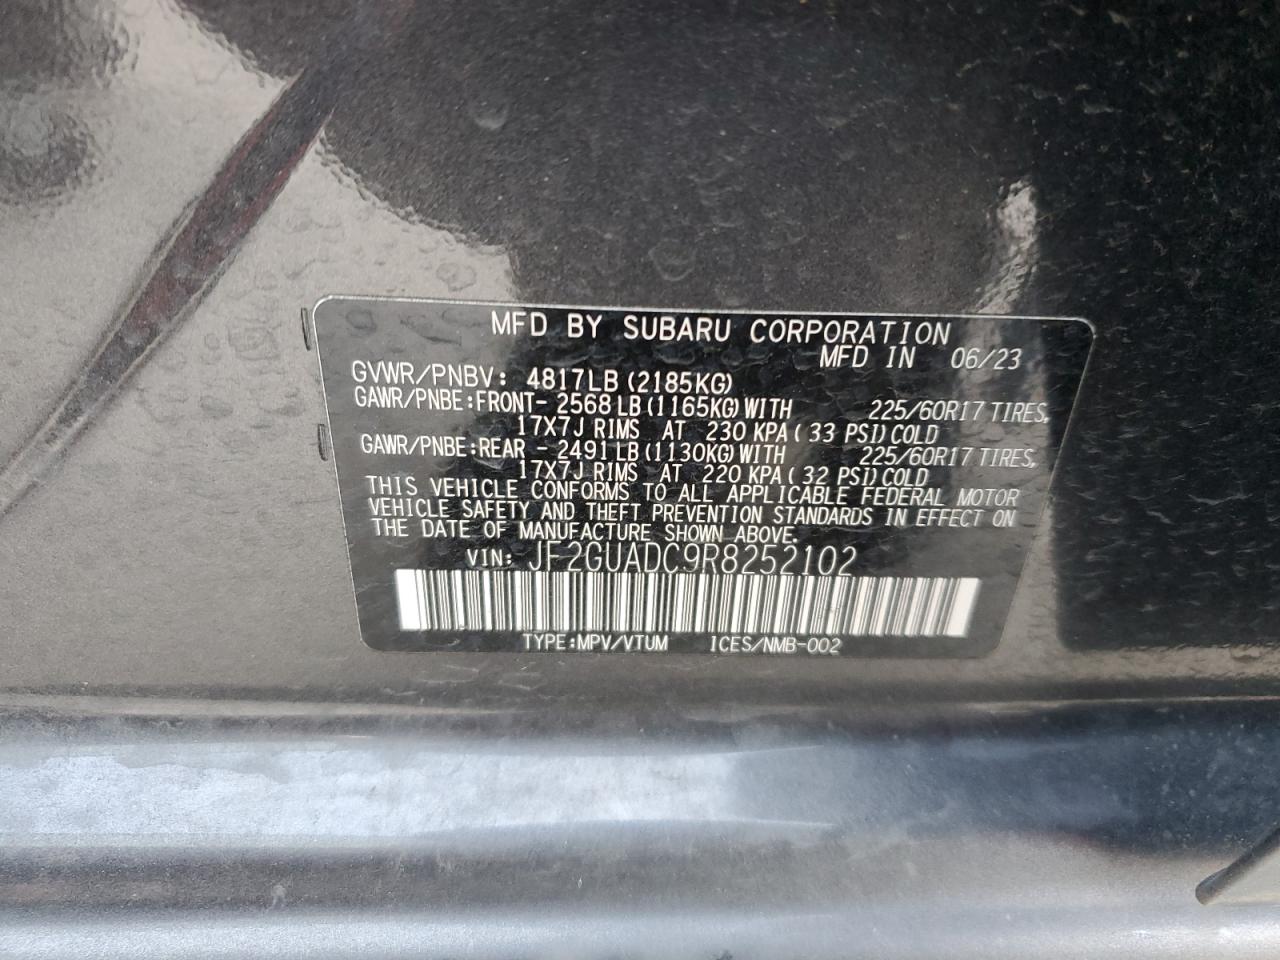 MFD BY SUBARU CORPORATION
MFD IN 06/23
GVWR/PNBV: 4817LB (2185KG)
GAWR/PNBE:FRONT- 2568 LB (1165KG) WITH 225/60R17 TIRES,
17X7J RIMS AT 230 KPA ( 33 PSI) COLD
GAWR/PNBE:REAR - 2491 LB (1130KG) WITH 225/60R17 TIRES,
17X7J RIMS AT 220 KPA ( 32 PSI) COLD
THIS VEHICLE CONFORMS TO ALL APPLICABLE FEDERAL MOTOR
VEHICLE SAFETY AND THEFT PREVENTION STANDARDS IN EFFECT ON
THE DATE OF MANUFACTURE SHOWN ABOVE.
VIN: JF2GUADC9R8252102
TYPE:MPV/VTUM ICES/NMB-002